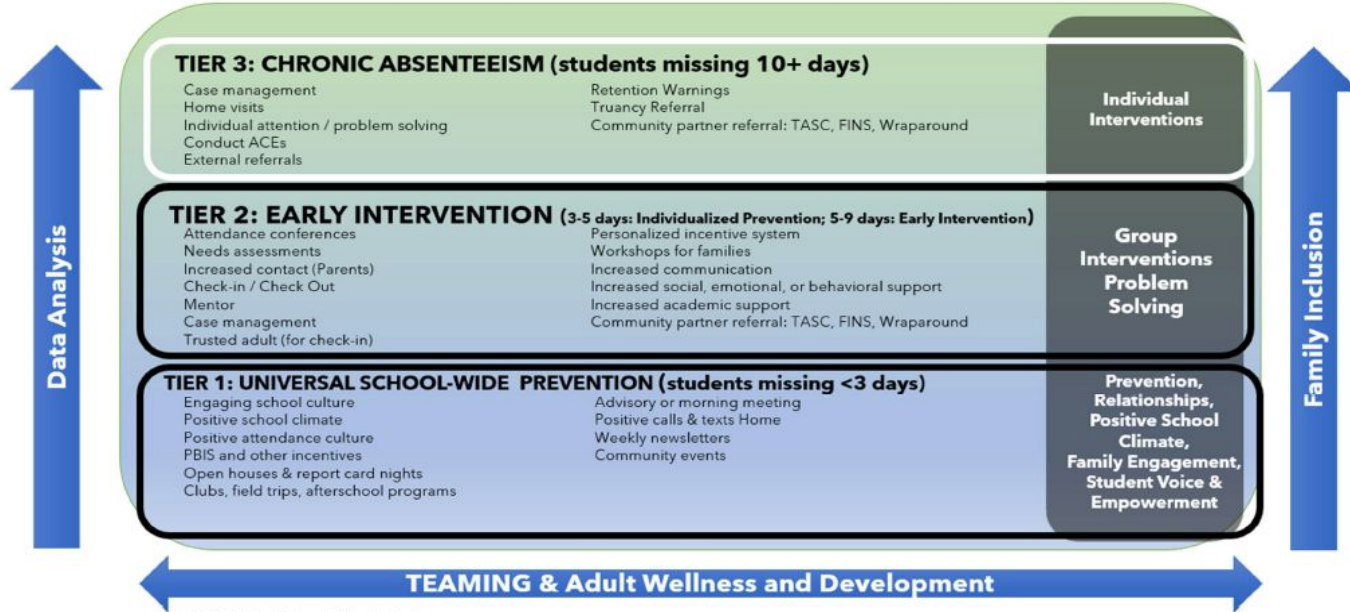 TIER 3: CHRONIC ABSENTEEISM (students missing 10+ days)
Case management
Home visits
Individual attention / problem solving
Conduct ACEs
External referrals
Retention Warnings
Truancy Referral
Community partner referral: TASC, FINS, Wraparound
Individual
Interventions
TIER 2: EARLY INTERVENTION (3-5 days: Individualized Prevention; 5-9 days: Early Intervention)
Attendance conferences
Needs assessments
Increased contact (Parents)
Check-in / Check Out
Mentor
Case management
Trusted adult (for check-in)
Personalized incentive system
Workshops for families
Increased communication
Increased social, emotional, or behavioral support
Increased academic support
Community partner referral: TASC, FINS, Wraparound
Group
Interventions
Problem
Solving
TIER 1: UNIVERSAL SCHOOL-WIDE PREVENTION (students missing <3 days)
Engaging school culture
Positive school climate
Positive attendance culture
PBIS and other incentives
Open houses & report card nights
Clubs, field trips, afterschool programs
Advisory or morning meeting
Positive calls & texts Home
Weekly newsletters
Community events
Prevention,
Relationships,
Positive School
Climate,
Family Engagement,
Student Voice &
Empowerment
Data Analysis
Family Inclusion
TEAMING & Adult Wellness and Development